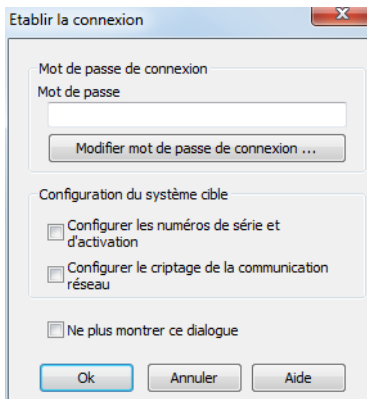 Etablir la connexion
Mot de passe de connexion
Mot de passe
Modifier mot de passe de connexion ...
Configuration du système cible
Configurer les numéros de série et
d'activation
Configurer le criptage de la communication
réseau
Ne plus montrer ce dialogue
Ok
Annuler
Aide